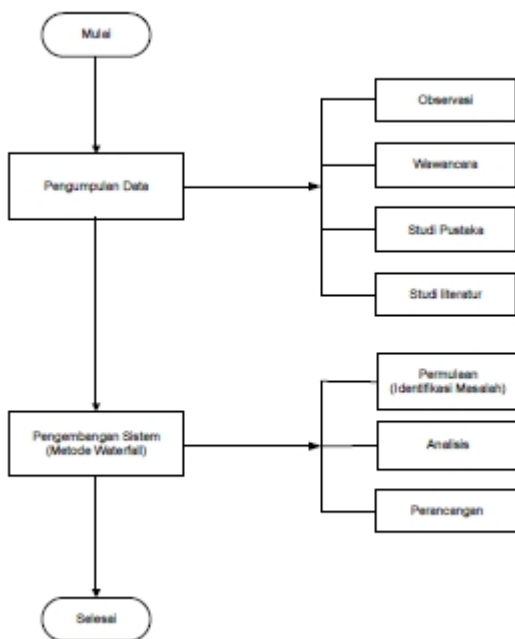 Mulai
Observasi
Wawancara
Pengumpulan Data
Studi Pustaka
Studi literatur
Permulaan
(Identifikasi Masalah)
Pengembangan Sistem
(Metode Waterfall)
Analisis
Perancangan
Selesai